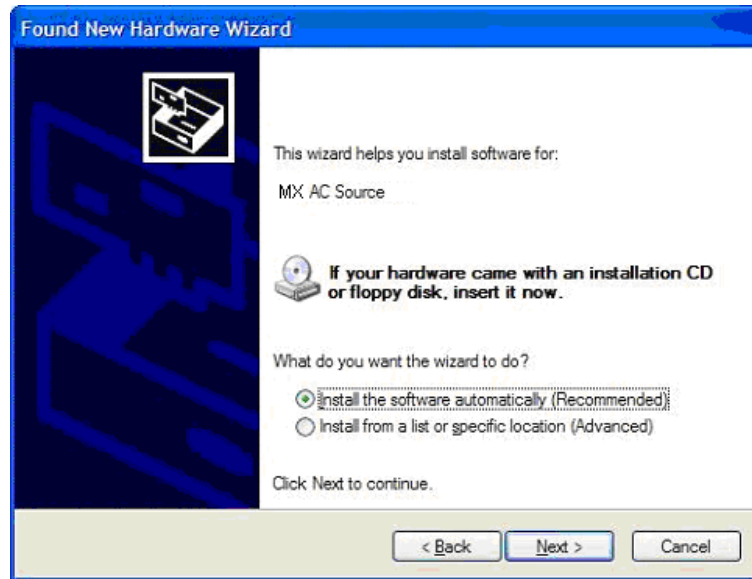 Found New Hardware Wizard
This wizard helps you install software for:
MX AC Source
If your hardware came with an installation CD
or floppy disk, insert it now.
What do you want the wizard to do?
Install the software automatically (Recommended)
Install from a list or specific location (Advanced)
Click Next to continue.
< Back Next > Cancel